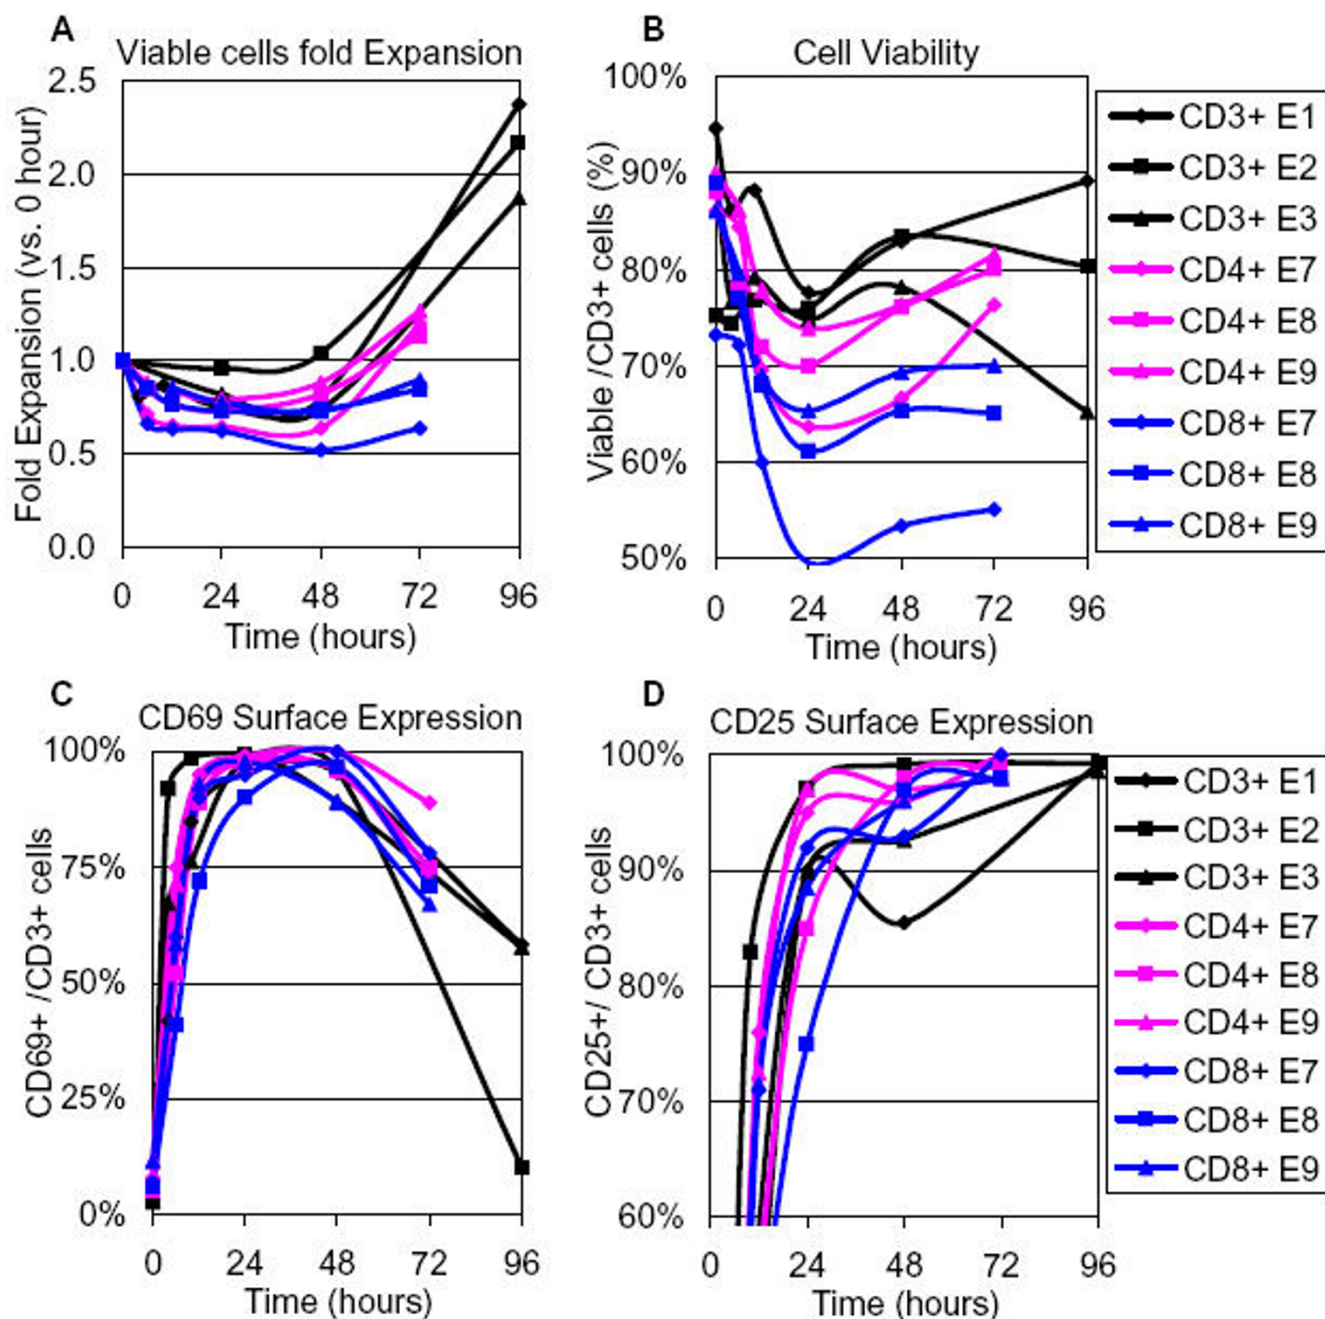 A
Viable cells fold Expansion
Fold Expansion (vs. 0 hour)
2.5
2.0
1.5
1.0
0.5
0.0
0 24 48 72 96
Time (hours)
B
Cell Viability
Viable /CD3+ cells (%)
100%
90%
80%
70%
60%
50%
0 24 48 72 96
Time (hours)
CD3+ E1
CD3+ E2
CD3+ E3
CD4+ E7
CD4+ E8
CD4+ E9
CD8+ E7
CD8+ E8
CD8+ E9
C
CD69 Surface Expression
CD69+ /CD3+ cells
100%
75%
50%
25%
0%
0 24 48 72 96
Time (hours)
D
CD25 Surface Expression
CD25+/ CD3+ cells
100%
90%
80%
70%
60%
0 24 48 72 96
Time (hours)
CD3+ E1
CD3+ E2
CD3+ E3
CD4+ E7
CD4+ E8
CD4+ E9
CD8+ E7
CD8+ E8
CD8+ E9